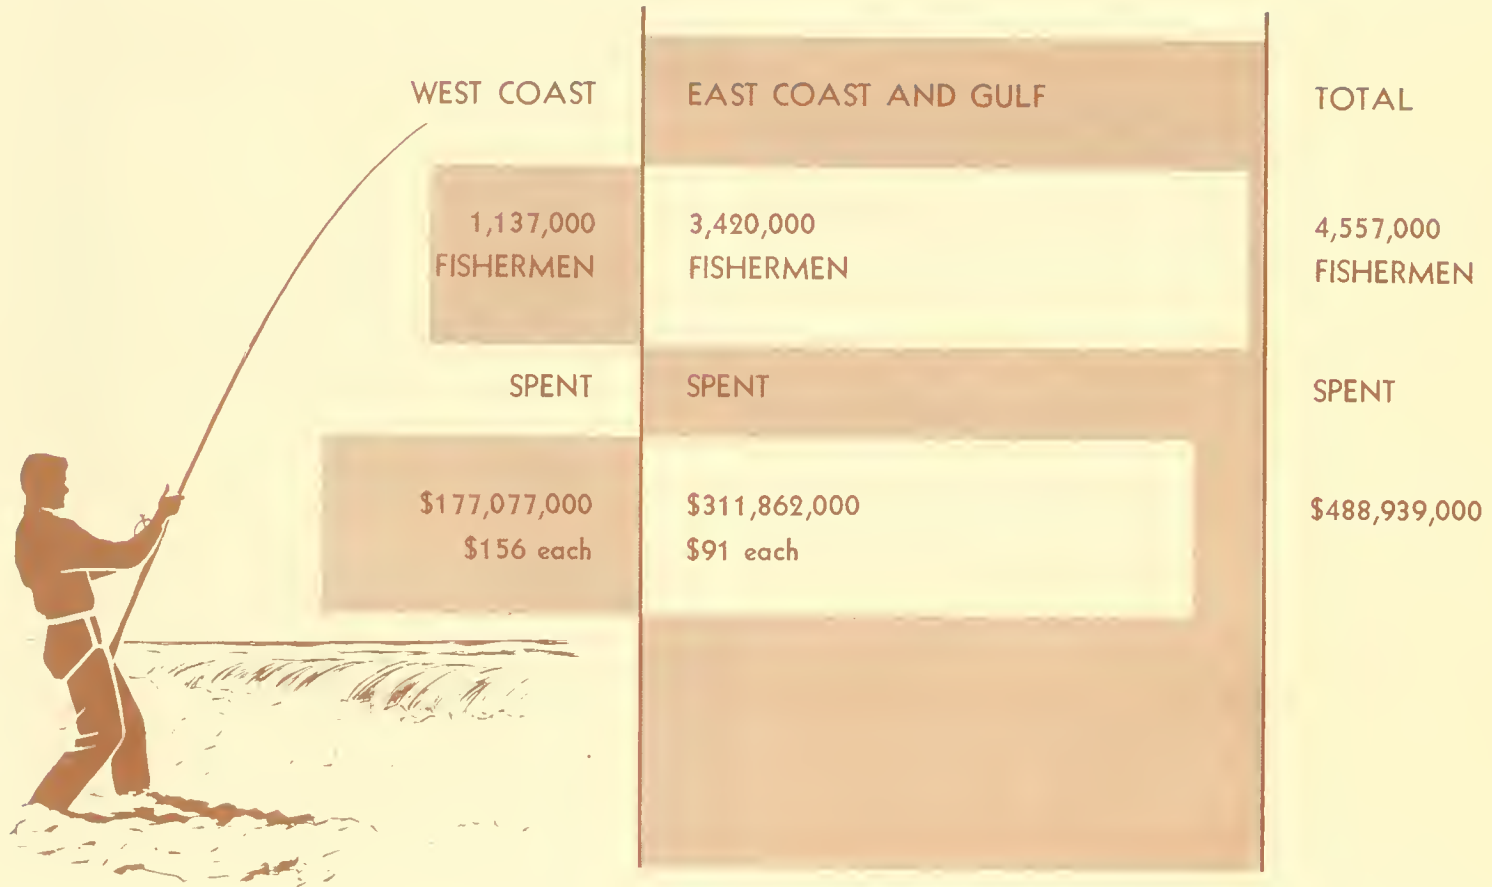 WEST COAST
EAST COAST AND GULF
TOTAL
1,137,000
FISHERMEN
3,420,000
FISHERMEN
4,557,000
FISHERMEN
SPENT
SPENT
SPENT
$177,077,000
$156 each
$311,862,000
$91 each
$488,939,000